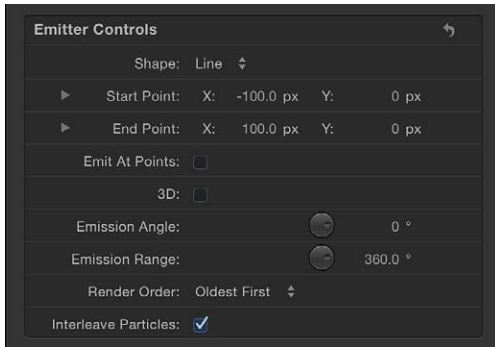 Emitter Controls
Shape: Line
Start Point: X: -100.0 px Y: 0 px
End Point: X: 100.0 px Y: 0 px
Emit At Points:
3D:
Emission Angle: 0 °
Emission Range: 360.0 °
Render Order: Oldest First
Interleave Particles: